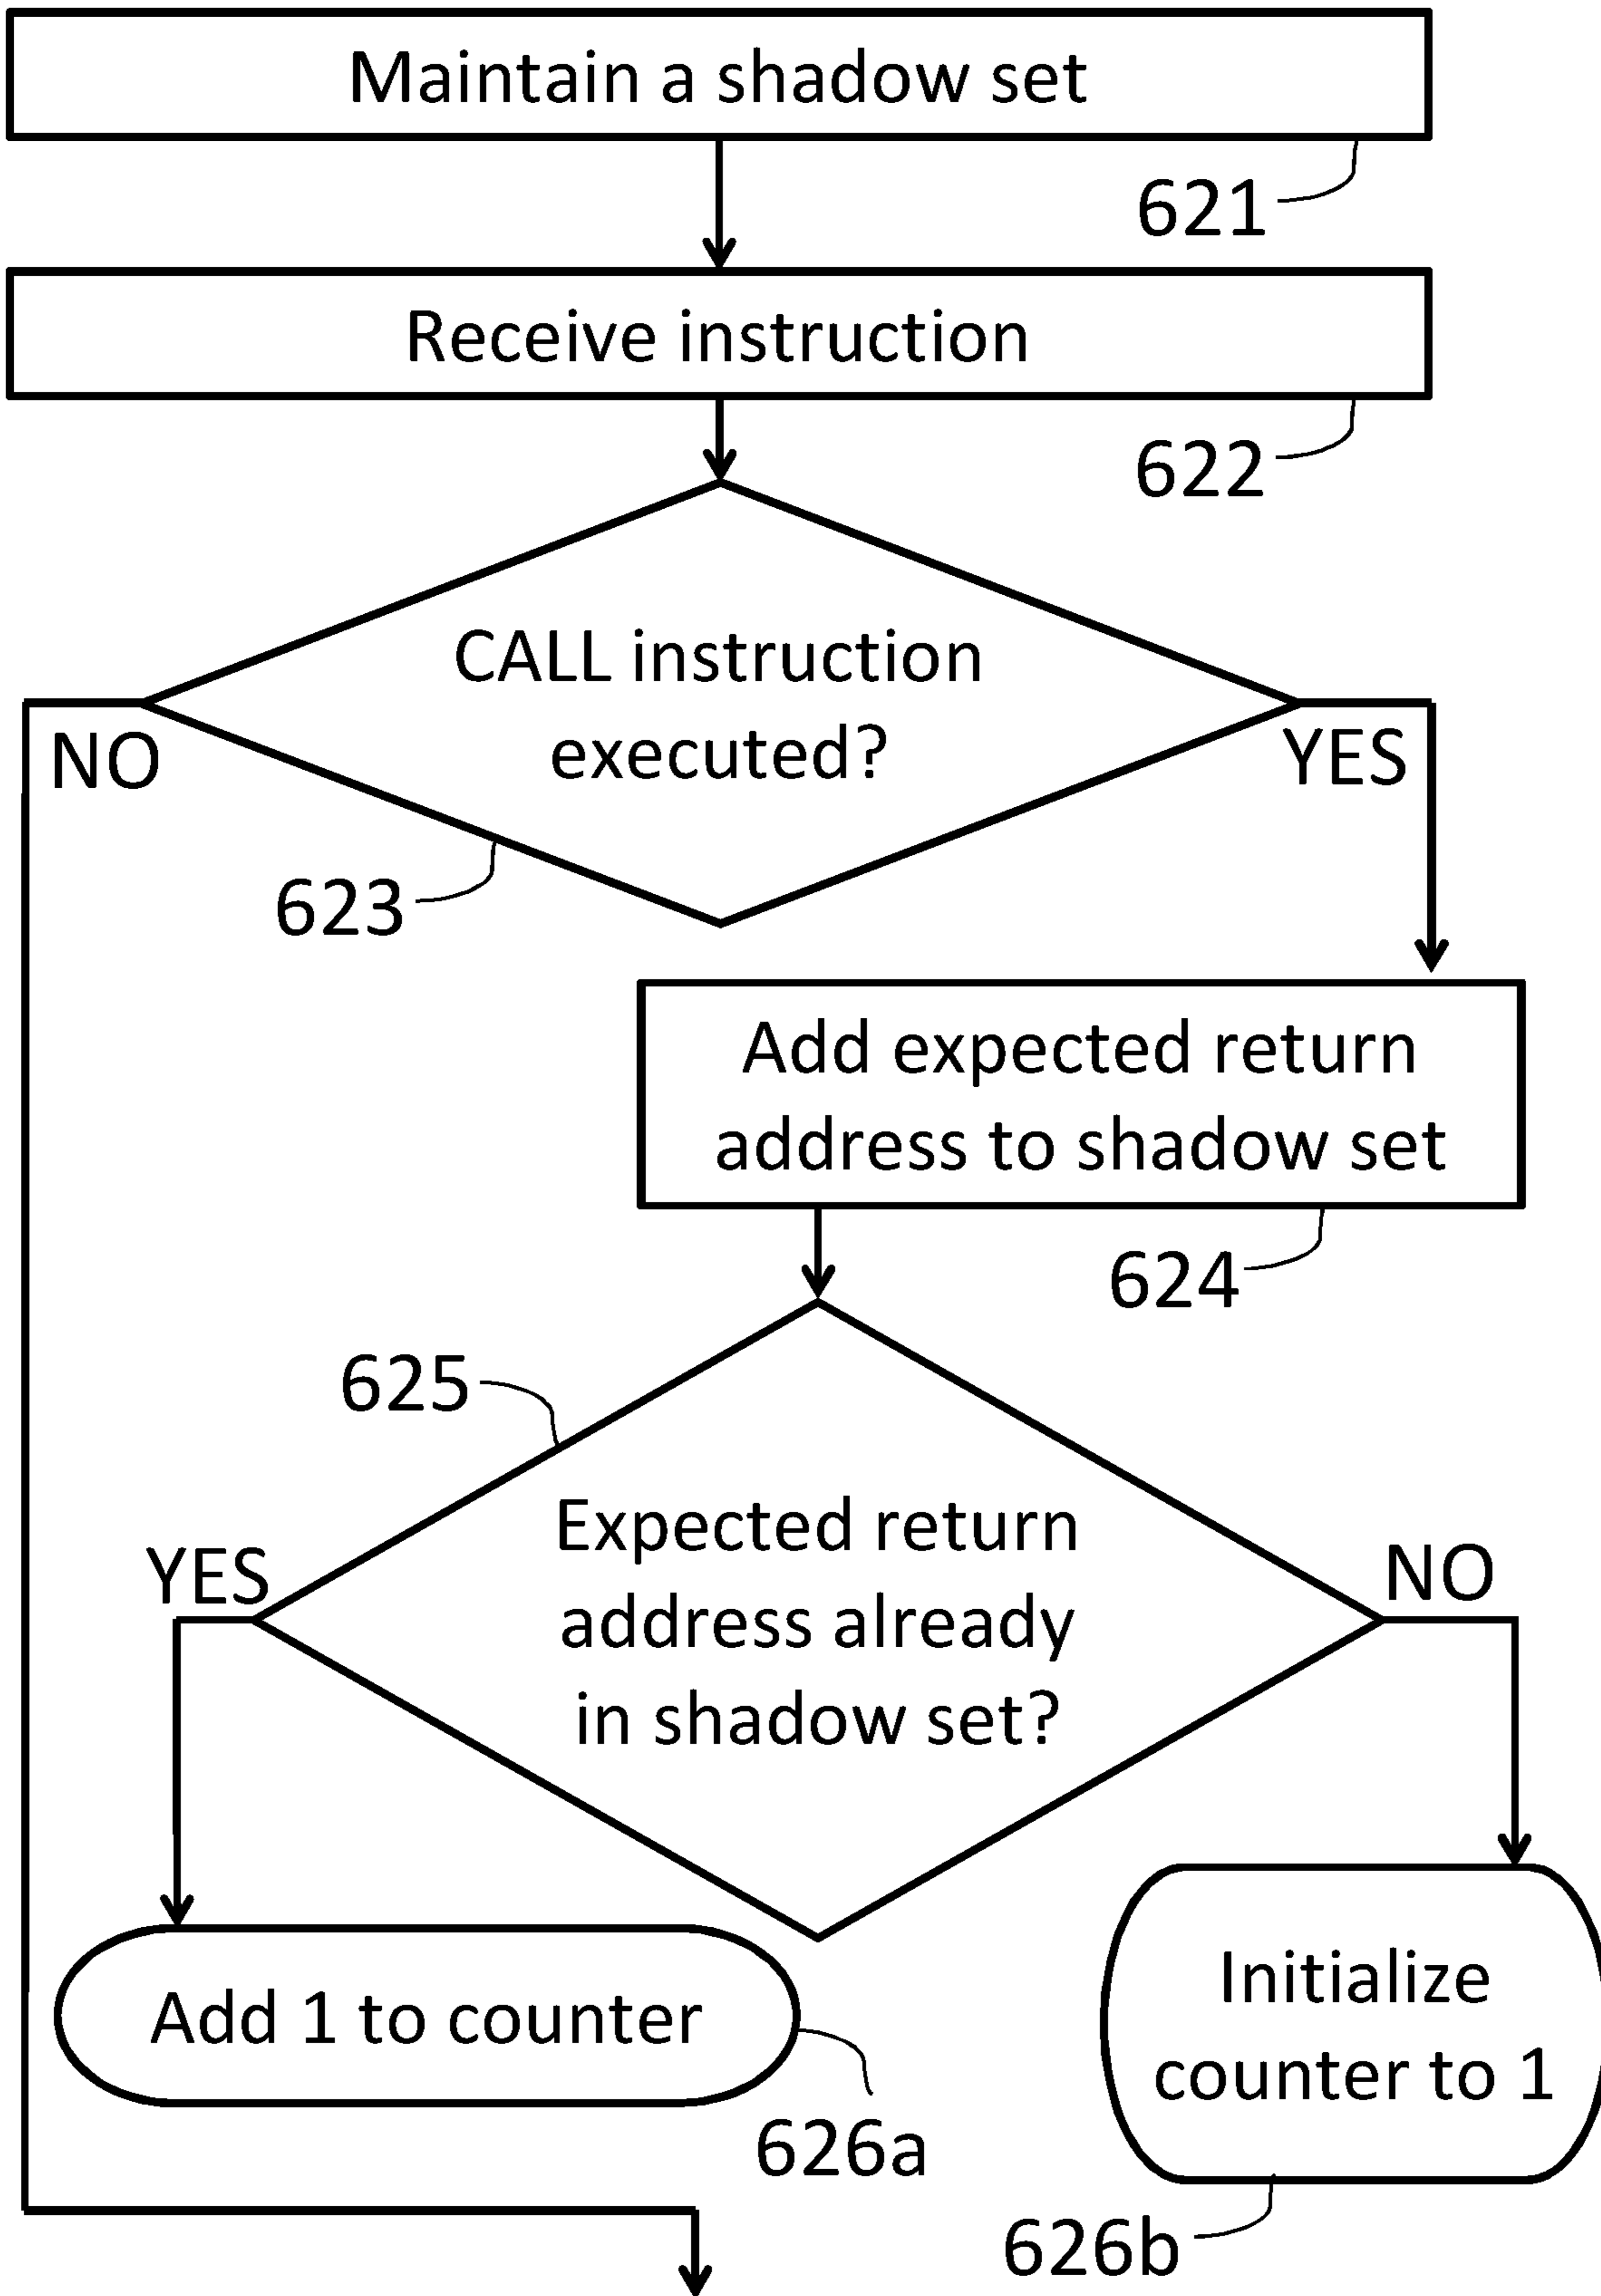 Maintain a shadow set
621
Receive instruction
622
CALL instruction
executed?
NO
YES
623
Add expected return
address to shadow set
624
625
Expected return
address already
in shadow set?
YES
NO
Add 1 to counter
626a
Initialize
counter to 1
626b